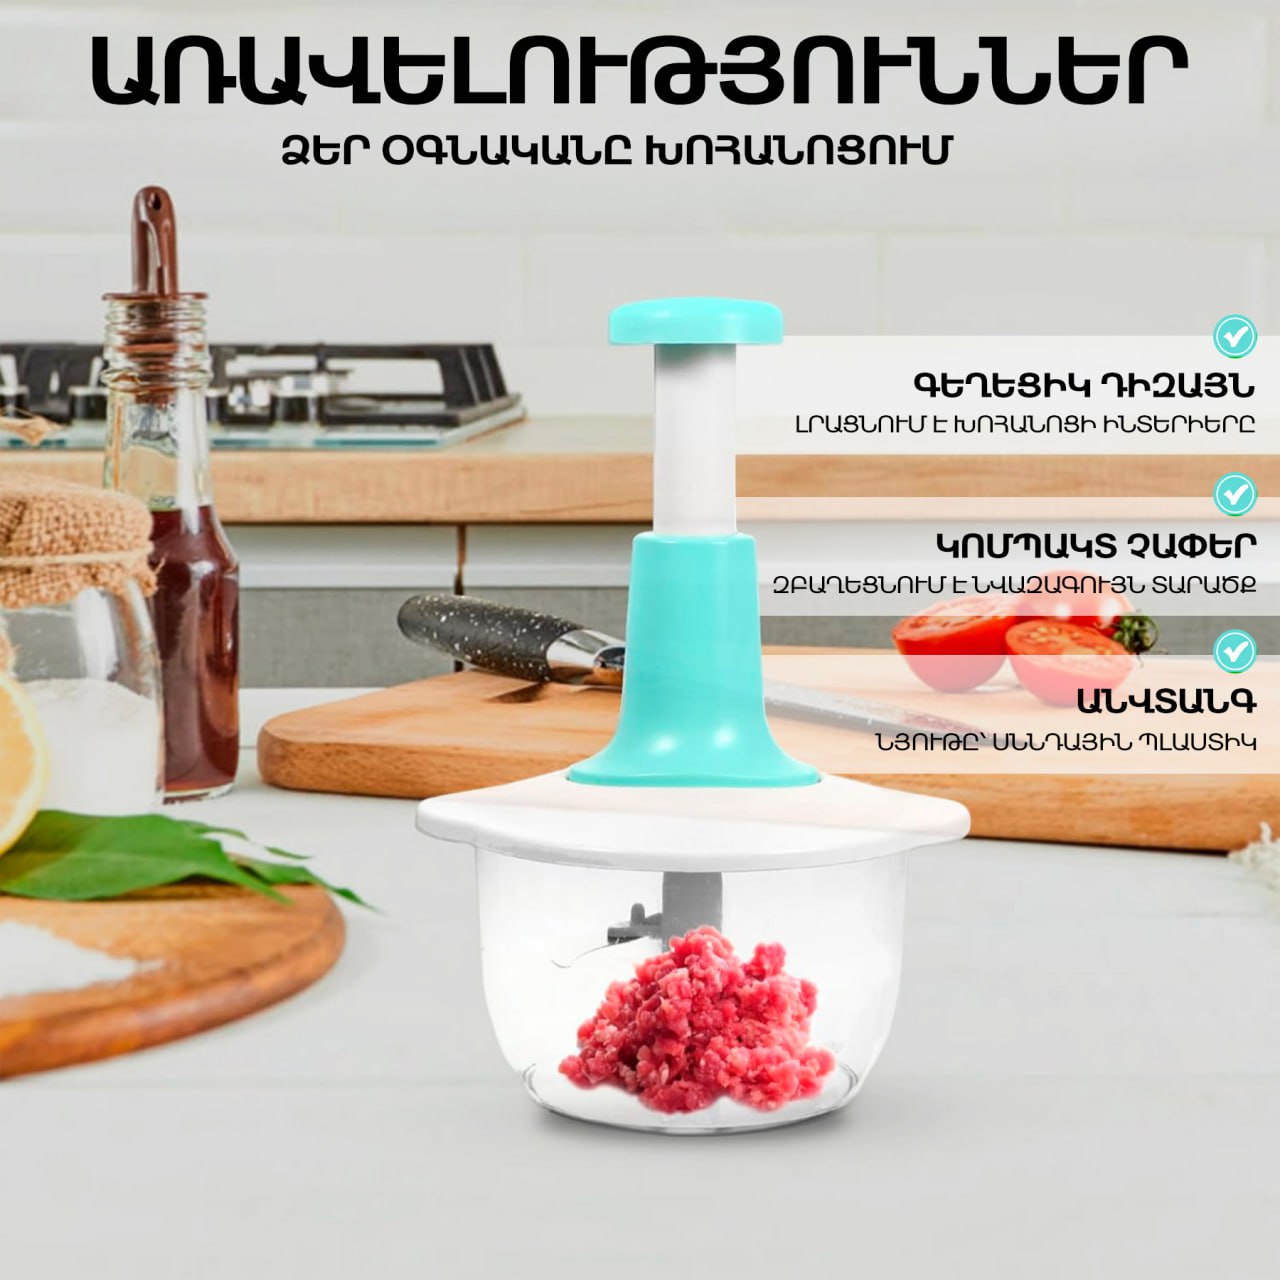 ԱՌԱՎԵԼՈՒԹՅՈՒՆՆԵՐ
ՁԵՐ ՕԳՆԱԿԱՆԸ ԽՈՀԱՆՈՑՈՒՄ
ԳԵՂԵՑԻԿ ԴԻԶԱՅՆ
ԼՐԱՑՆՈՒՄ Է ԽՈՀԱՆՈՑԻ ԻՆՏԵՐԻԵՐԸ
ԿՈՄՊԱԿՏ ՉԱՓԵՐ
ԶԲԱՂԵՑՆՈՒՄ Է ՆՎԱԶԱԳՈՒՅՆ ՏԱՐԱԾՔ
ԱՆՎՏԱՆԳ
ՆՅՈՒԹԸ՝ ՍՆՆԴԱՅԻՆ ՊԼԱՍՏԻԿ